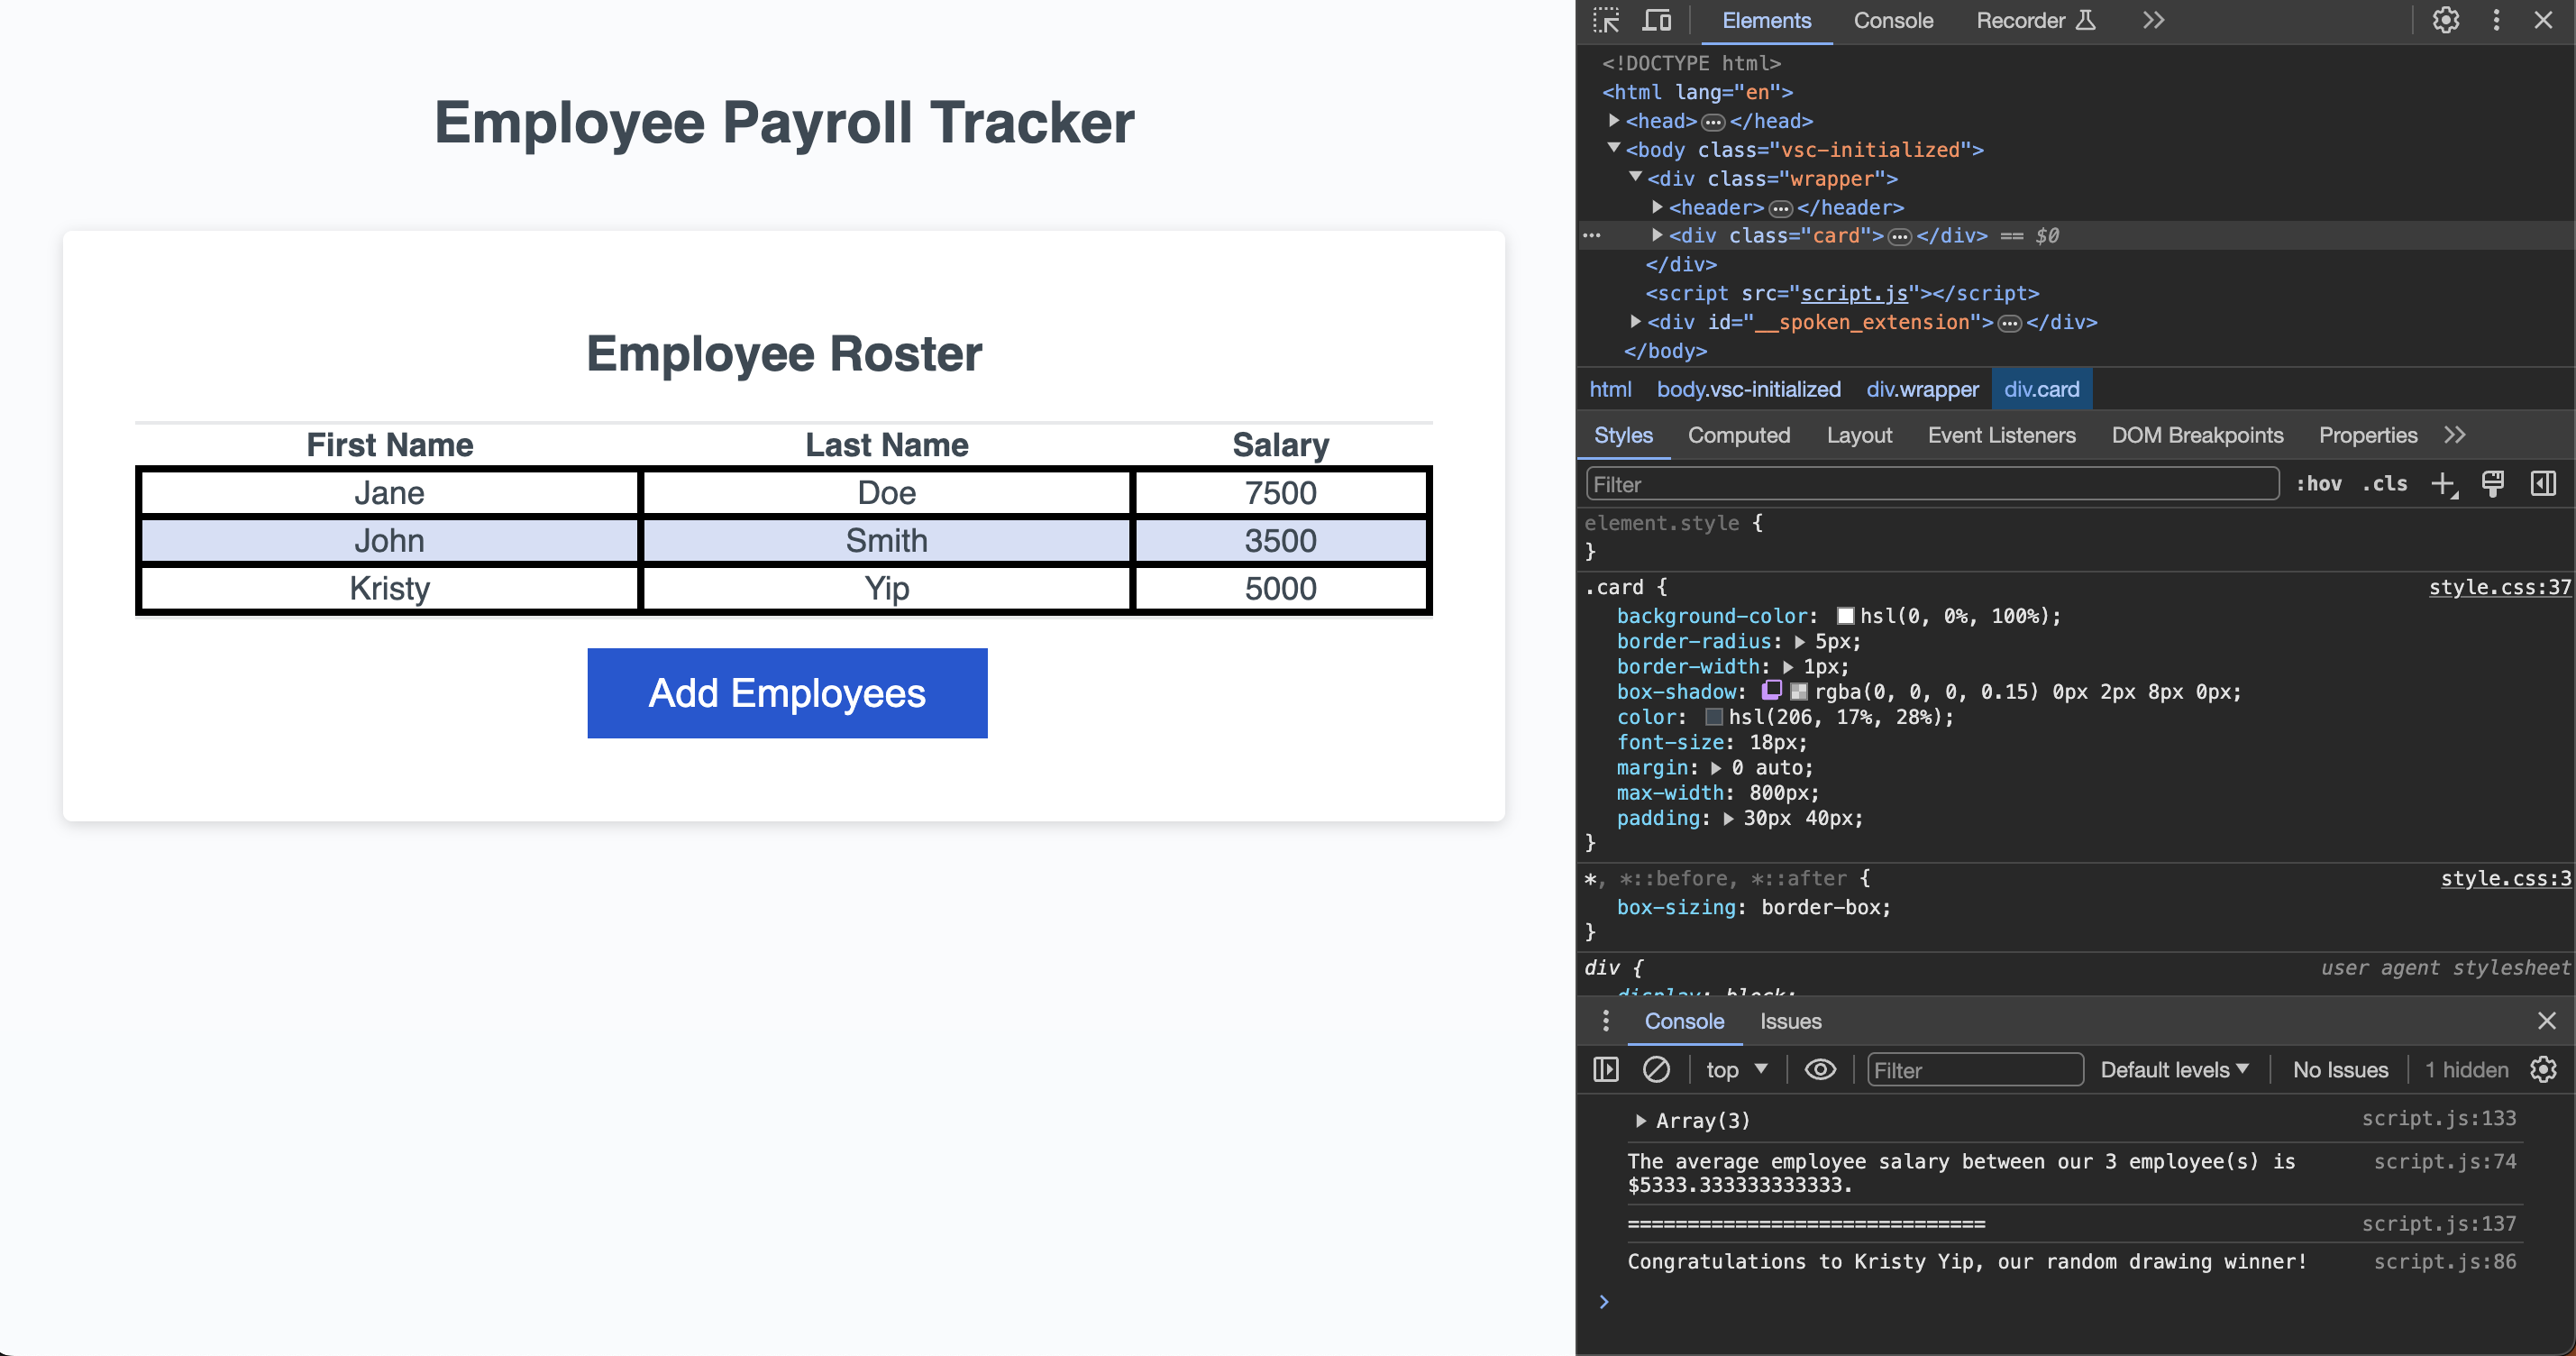 Employee Payroll Tracker
Employee Roster
First Name Last Name Salary
Jane Doe 7500
John Smith 3500
Kristy Yip 5000
Add Employees
Elements Console Recorder
<!DOCTYPE html>
<html lang="en">
<head> ••• </head>
<body class="vsc-initialized">
<div class="wrapper">
<header> ••• </header>
••• <div class="card"> ••• </div> == $0
</div>
<script src="script.js"></script>
<div id="__spoken_extension"> ••• </div>
</body>
html body.vsc-initialized div.wrapper div.card
Styles Computed Layout Event Listeners DOM Breakpoints Properties
Filter :hov .cls
element.style {
}
.card { style.css:37
background-color: hsl(0, 0%, 100%);
border-radius: 5px;
border-width: 1px;
box-shadow: rgba(0, 0, 0, 0.15) 0px 2px 8px 0px;
color: hsl(206, 17%, 28%);
font-size: 18px;
margin: 0 auto;
max-width: 800px;
padding: 30px 40px;
}
*, *::before, *::after { style.css:3
box-sizing: border-box;
}
div { user agent stylesheet
display: block;
Console Issues
top Filter Default levels No Issues 1 hidden
Array(3) script.js:133
The average employee salary between our 3 employee(s) is script.js:74
$5333.333333333333.
============================== script.js:137
Congratulations to Kristy Yip, our random drawing winner! script.js:86